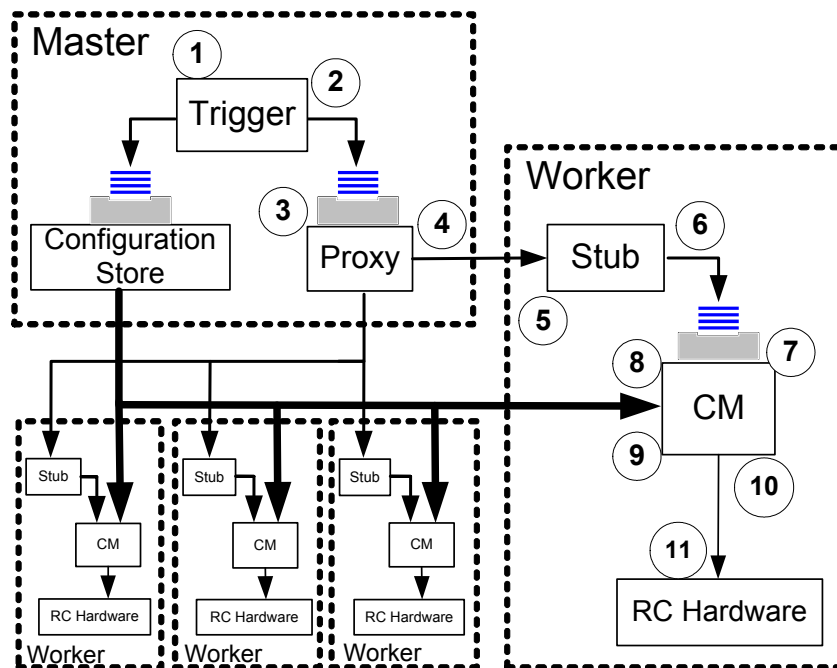 Master
1
2
Trigger
3
4
Configuration
Store
Proxy
Worker
6
Stub
5
7
8
CM
9
10
11
RC Hardware
Stub
CM
RC Hardware
Worker
Stub
CM
RC Hardware
Worker
Stub
CM
RC Hardware
Worker